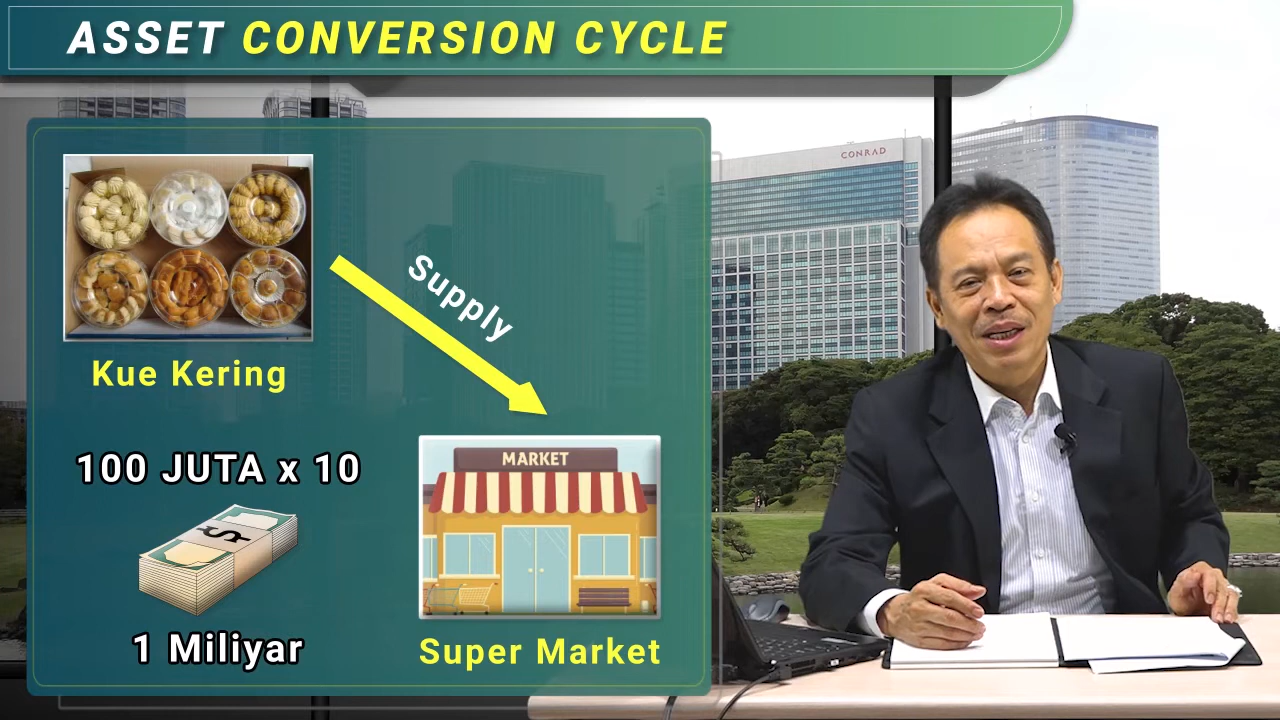 ASSET CONVERSION CYCLE
CONRAD
Supply
Kue Kering
100 JUTA x 10
MARKET
$
1 Miliyar
Super Market